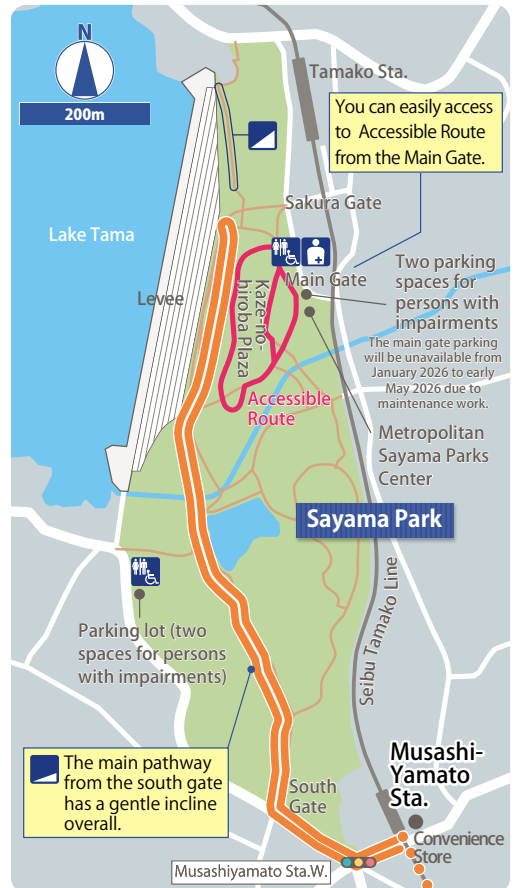 N
200m
Tamako Sta.
You can easily access
to Accessible Route
from the Main Gate.
Sakura Gate
Lake Tama
Levee
Main Gate
Kaze-no-
hiroba Plaza
Two parking
spaces for
persons with
impairments
The main gate parking
will be unavailable from
January 2026 to early
May 2026 due to
maintenance work.
Accessible
Route
Metropolitan
Sayama Parks
Center
Sayama Park
Seibu Tamako Line
Parking lot (two
spaces for persons
with impairments)
The main pathway
from the south gate
has a gentle incline
overall.
South
Gate
Musashi-
Yamato
Sta.
Convenience
Store
Musashiyamato Sta.W.